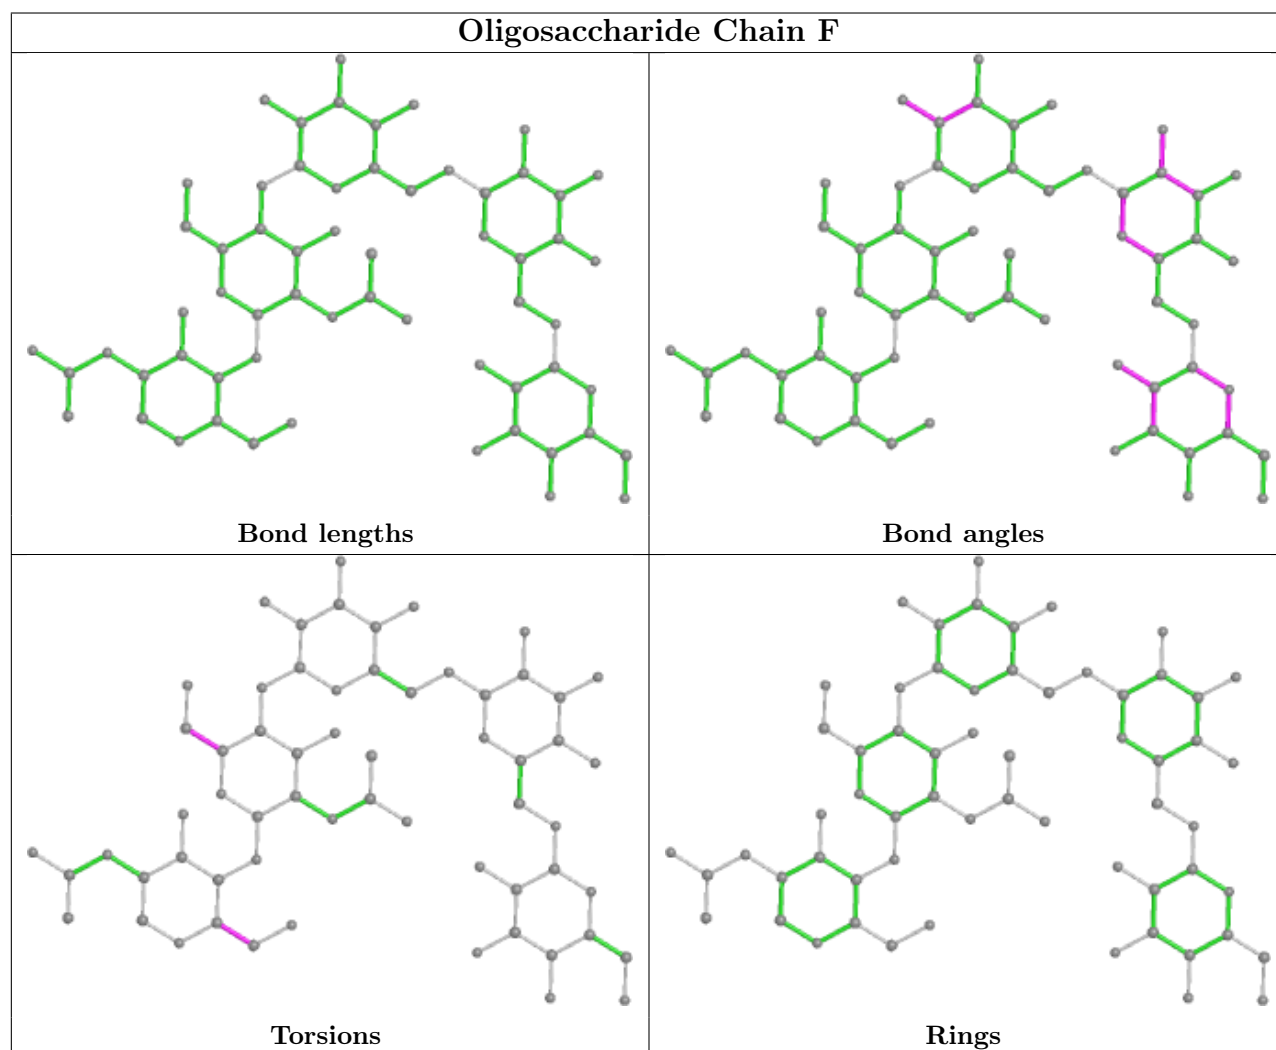 Oligosaccharide Chain F
Bond lengths
Bond angles
Torsions
Rings